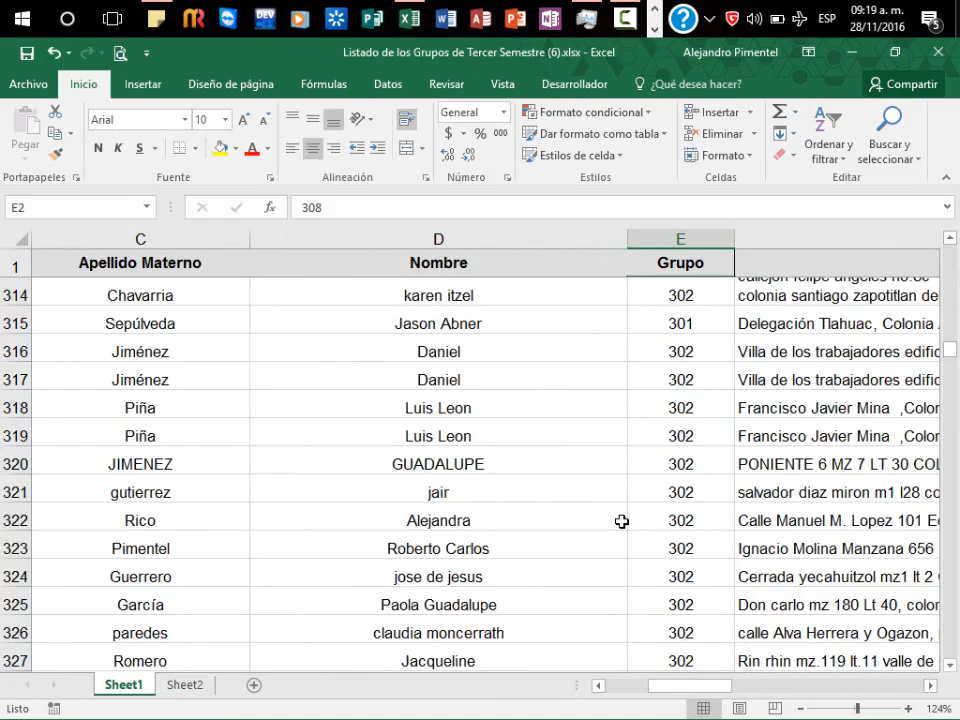 09:19 a. m.
ESP
28/11/2016
5
Listado de los Grupos de Tercer Semestre (6).xlsx - Excel
Alejandro Pimentel
Archivo Inicio Insertar Diseño de página Fórmulas Datos Revisar Vista Desarrollador ¿Qué desea hacer? Compartir
Pegar
Arial 10
N K S
General
$ % 000
Formato condicional
Dar formato como tabla
Estilos de celda
Insertar
Eliminar
Formato
Ordenar y filtrar
Buscar y seleccionar
Portapapeles Fuente Alineación Número Estilos Celdas Editar
E2 fx 308
C D E
1 Apellido Materno Nombre Grupo
314 Chavarria karen itzel 302 colonia santiago zapotitlan de
315 Sepúlveda Jason Abner 301 Delegación Tlahuac, Colonia
316 Jiménez Daniel 302 Villa de los trabajadores edific
317 Jiménez Daniel 302 Villa de los trabajadores edific
318 Piña Luis Leon 302 Francisco Javier Mina ,Color
319 Piña Luis Leon 302 Francisco Javier Mina ,Color
320 JIMENEZ GUADALUPE 302 PONIENTE 6 MZ 7 LT 30 COL
321 gutierrez jair 302 salvador diaz miron m1 l28 co
322 Rico Alejandra 302 Calle Manuel M. Lopez 101 Ed
323 Pimentel Roberto Carlos 302 Ignacio Molina Manzana 656
324 Guerrero jose de jesus 302 Cerrada yecahuitzol mz1 lt 2
325 García Paola Guadalupe 302 Don carlo mz 180 Lt 40, color
326 paredes claudia moncerrath 302 calle Alva Herrera y Ogazon,
327 Romero Jacqueline 302 Rin rhin mz.119 lt.11 valle de
Sheet1 Sheet2
Listo 124%